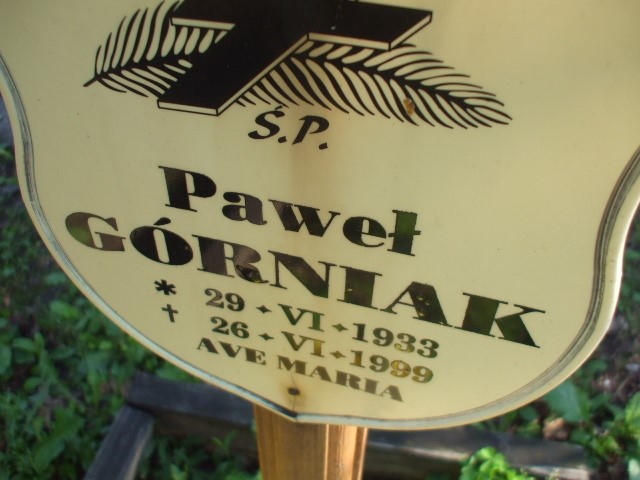 Ś.P.
Paweł
GÓRNIAK
* 29 ✦ VI ✦ 1933
† 26 ✦ VI ✦ 1999
AVE MARIA